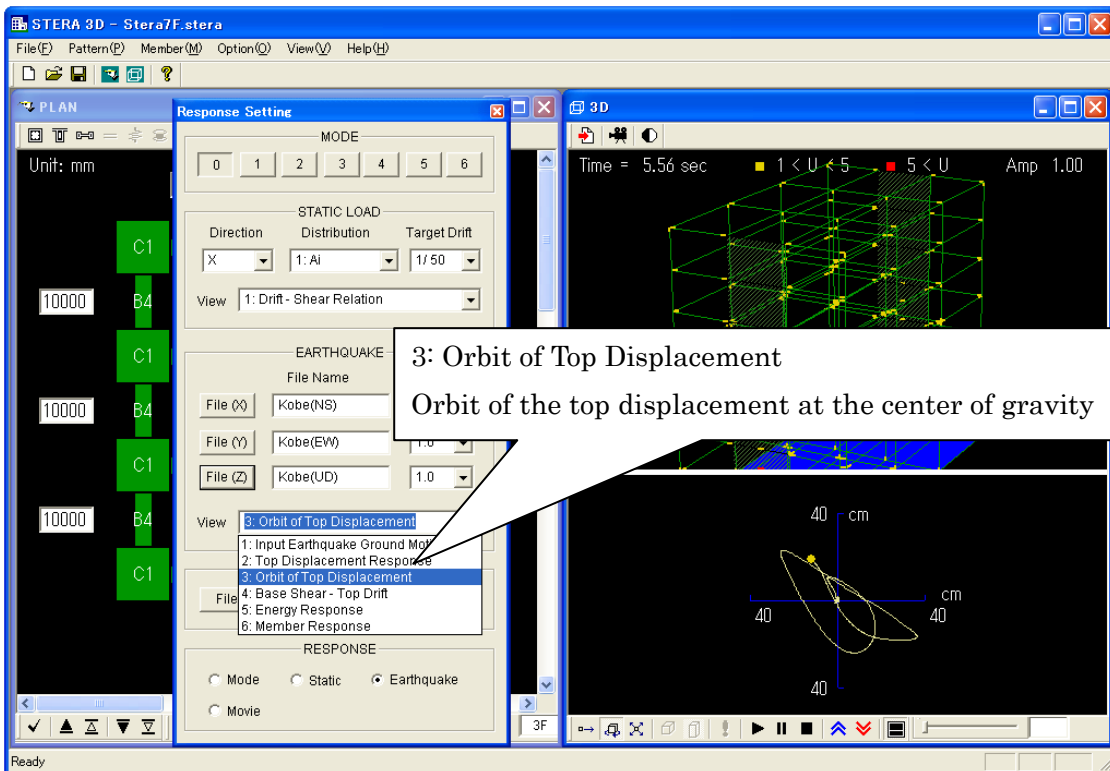 STERA 3D - Stera7F.stera
File(F) Pattern(P) Member(M) Option(O) View(V) Help(H)
PLAN
Unit: mm
C1
10000 B4
C1
10000 B4
C1
10000 B4
C1
3F
Response Setting
MODE
0 1 2 3 4 5 6
STATIC LOAD
Direction Distribution Target Drift
X 1: Ai 1/ 50
View 1: Drift - Shear Relation
EARTHQUAKE
File Name
File (X) Kobe(NS)
File (Y) Kobe(EW) 1.0
File (Z) Kobe(UD) 1.0
View 3: Orbit of Top Displacement
1: Input Earthquake Ground Mot
2: Top Displacement Response
3: Orbit of Top Displacement
4: Base Shear - Top Drift
5: Energy Response
6: Member Response
File
RESPONSE
Mode Static Earthquake
Movie
3: Orbit of Top Displacement
Orbit of the top displacement at the center of gravity
3D
Time = 5.56 sec 1 < U < 5 5 < U Amp 1.00
40 cm
cm
40 40
40
Ready